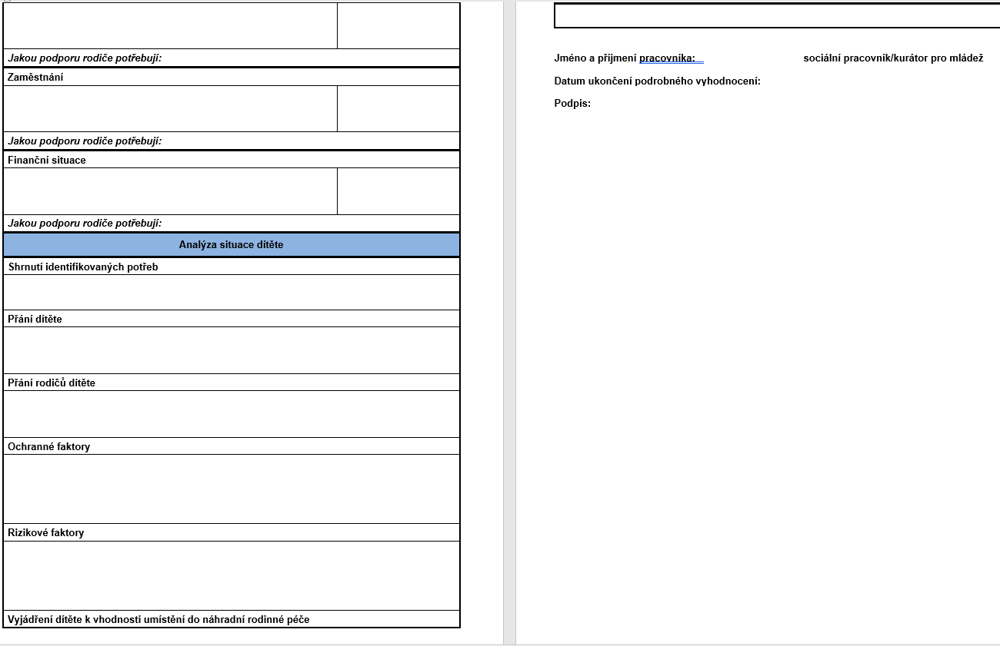 Jakou podporu rodiče potřebují:
Zaměstnání
Jakou podporu rodiče potřebují:
Finanční situace
Jakou podporu rodiče potřebují:
Analýza situace dítěte
Shrnutí identifikovaných potřeb
Přání dítěte
Přání rodičů dítěte
Ochranné faktory
Rizikové faktory
Vyjádření dítěte k vhodnosti umístění do náhradní rodinné péče
Jméno a příjmení pracovníka: sociální pracovník/kurátor pro mládež
Datum ukončení podrobného vyhodnocení:
Podpis: